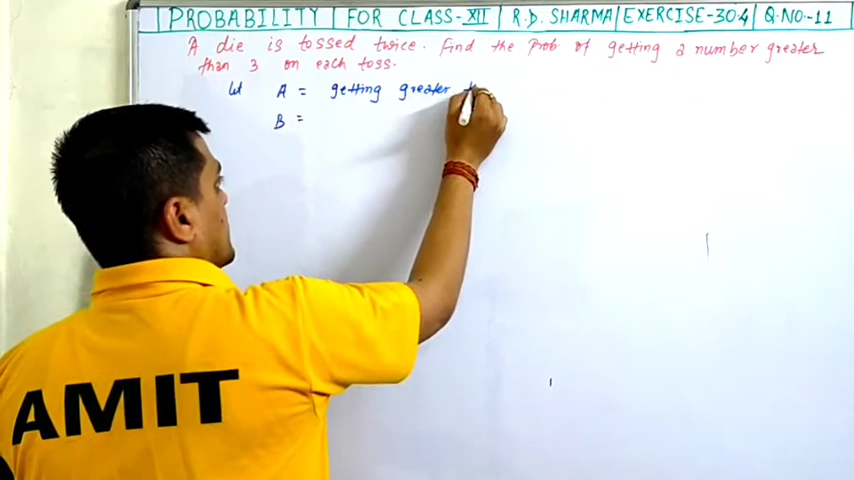 PROBABILITY | FOR CLASS-XII | R.D. SHARMA | EXERCISE-30.4 | Q.NO-11
A die is tossed twice. Find the Prob. of getting a number greater
than 3 on each toss.
let A = getting greater
B =
AMIT